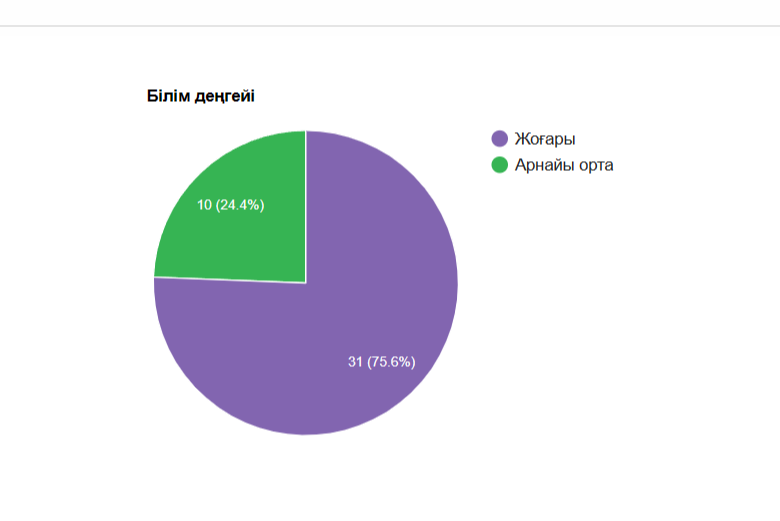 Білім деңгейі
Жоғары
Арнайы орта
10 (24.4%)
31 (75.6%)